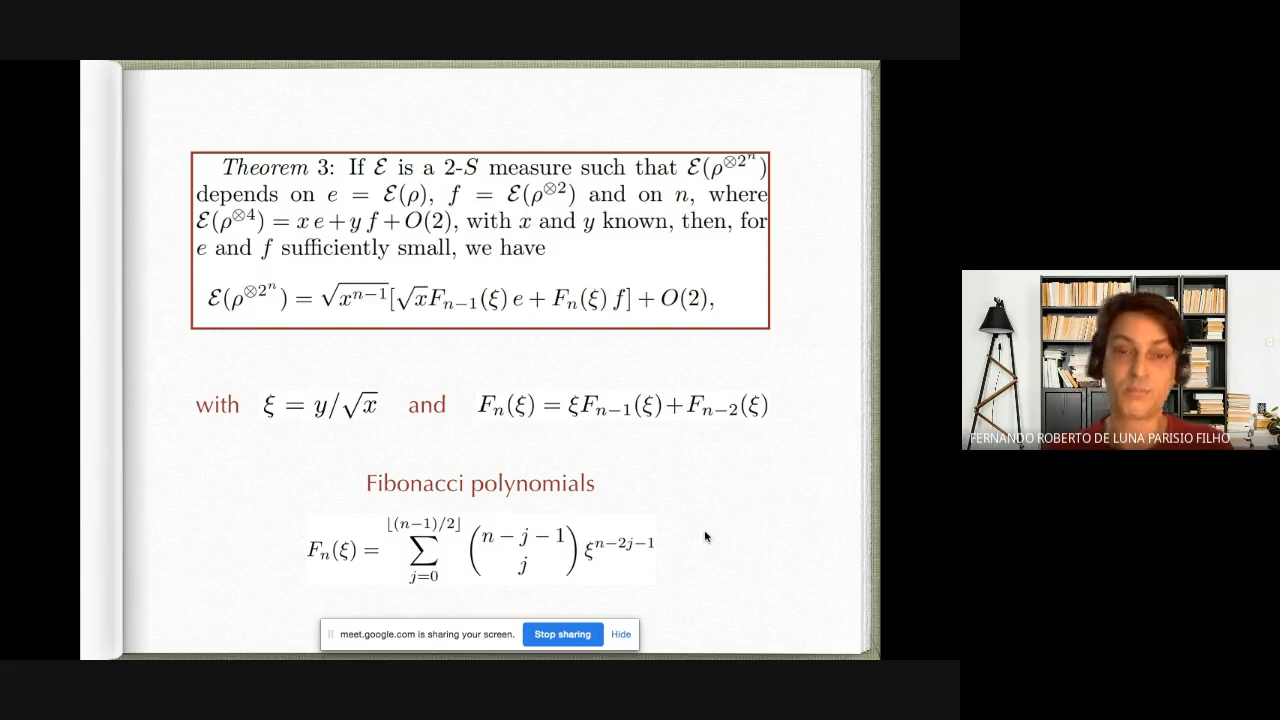 Theorem 3: If ℰ is a 2-S measure such that ℰ(ρ^{⊗2^n})
depends on e = ℰ(ρ), f = ℰ(ρ^{⊗2}) and on n, where
ℰ(ρ^{⊗4}) = x e + y f + O(2), with x and y known, then, for
e and f sufficiently small, we have
ℰ(ρ^{⊗2^n}) = √(x^{n−1})[√x F_{n−1}(ξ) e + F_n(ξ) f] + O(2),
with ξ = y/√x and F_n(ξ) = ξF_{n−1}(ξ)+F_{n−2}(ξ)
FERNANDO ROBERTO DE LUNA PARISIO FILHO
Fibonacci polynomials
F_n(ξ) = ∑_{j=0}^{⌊(n−1)/2⌋} \binom{n − j − 1}{j} ξ^{n−2j−1}
meet.google.com is sharing your screen. Stop sharing Hide